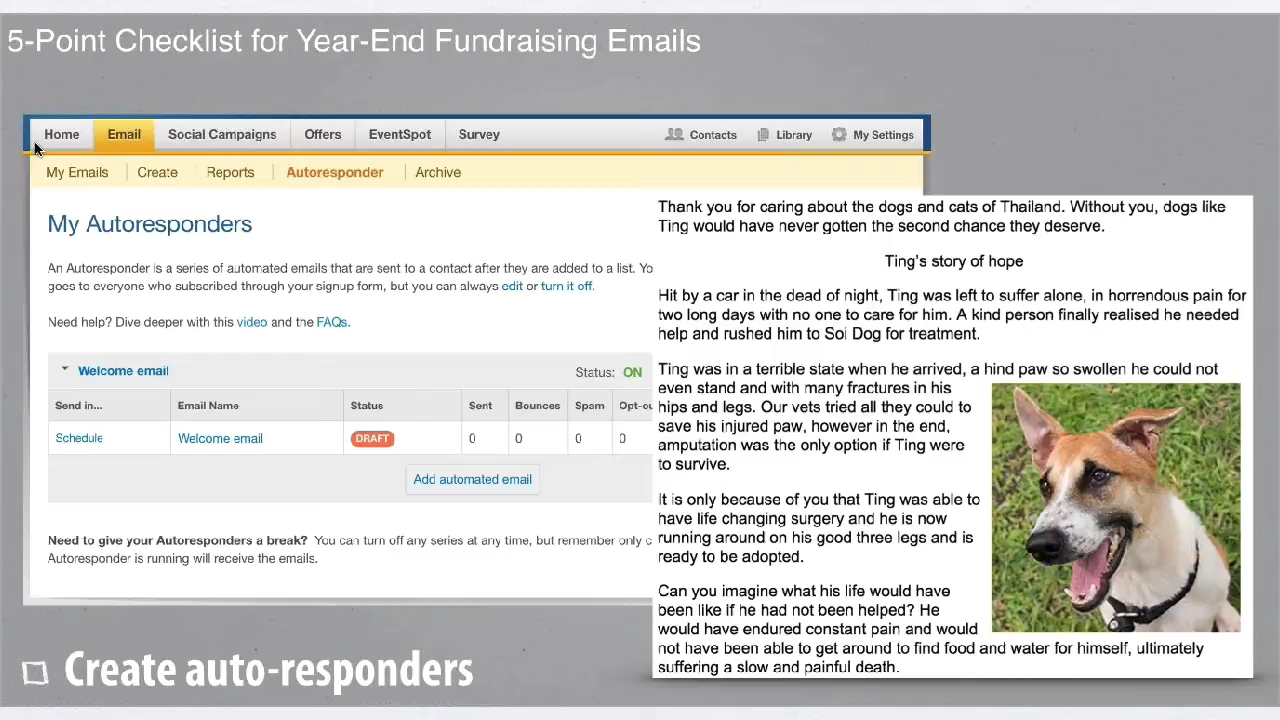 5-Point Checklist for Year-End Fundraising Emails
Home Email Social Campaigns Offers EventSpot Survey Contacts Library My Settings
My Emails Create Reports Autoresponder Archive
My Autoresponders
An Autoresponder is a series of automated emails that are sent to a contact after they are added to a list. Yo
goes to everyone who subscribed through your signup form, but you can always edit or turn it off.
Need help? Dive deeper with this video and the FAQs.
Welcome email Status: ON
Send in... Email Name Status Sent Bounces Spam Opt-ou
Schedule Welcome email DRAFT 0 0 0 0
Add automated email
Need to give your Autoresponders a break? You can turn off any series at any time, but remember only c
Autoresponder is running will receive the emails.
Thank you for caring about the dogs and cats of Thailand. Without you, dogs like
Ting would have never gotten the second chance they deserve.
Ting's story of hope
Hit by a car in the dead of night, Ting was left to suffer alone, in horrendous pain for
two long days with no one to care for him. A kind person finally realised he needed
help and rushed him to Soi Dog for treatment.
Ting was in a terrible state when he arrived, a hind paw so swollen he could not
even stand and with many fractures in his
hips and legs. Our vets tried all they could to
save his injured paw, however in the end,
amputation was the only option if Ting were
to survive.
It is only because of you that Ting was able to
have life changing surgery and he is now
running around on his good three legs and is
ready to be adopted.
Can you imagine what his life would have
been like if he had not been helped? He
would have endured constant pain and would
not have been able to get around to find food and water for himself, ultimately
suffering a slow and painful death.
Create auto-responders